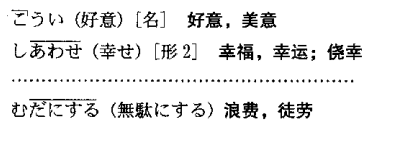 こうい（好意）［名］ 好意，美意
しあわせ（幸せ）［形2］ 幸福，幸运；侥幸
………………………………………………
むだにする（無駄にする）浪费，徒劳